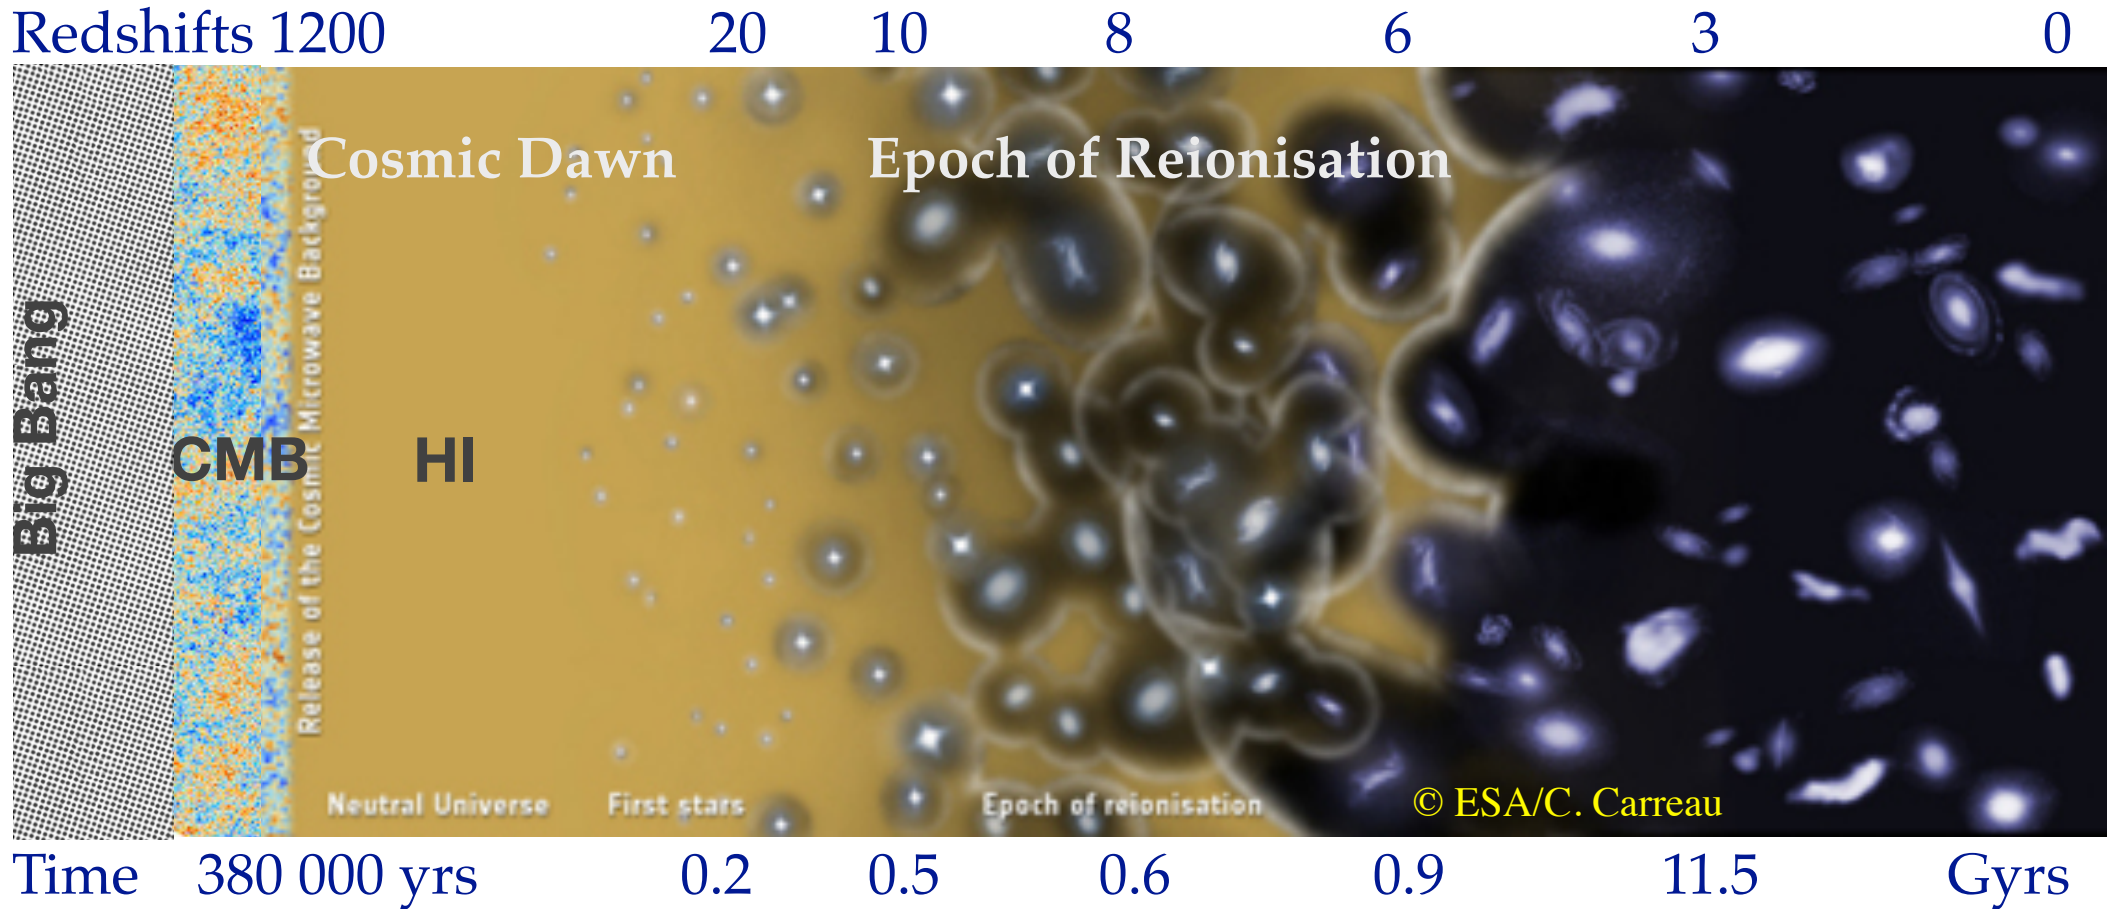 Redshifts 1200 20 10 8 6 3 0
Cosmic Dawn
Epoch of Reionisation
Big Bang
CMB
Release of the Cosmic Microwave Background
HI
Neutral Universe
First stars
Epoch of reionisation
© ESA/C. Carreau
Time 380 000 yrs 0.2 0.5 0.6 0.9 11.5 Gyrs